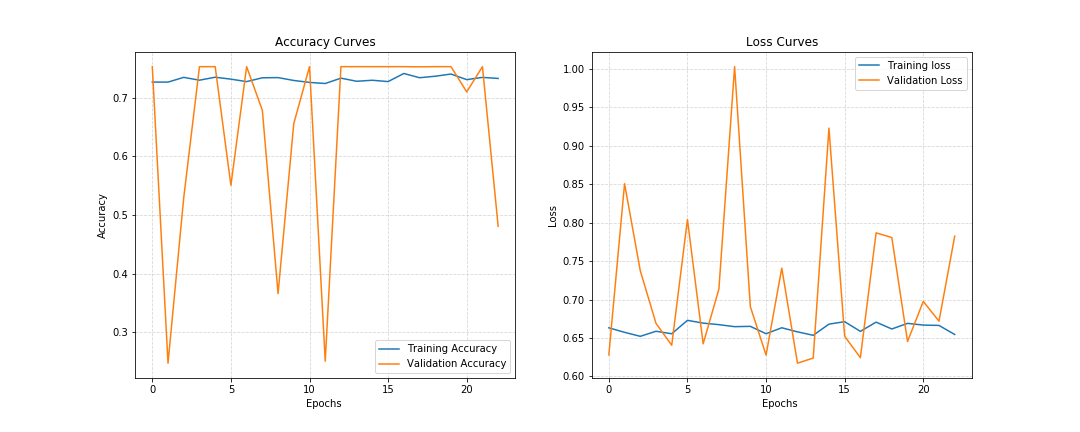 Accuracy Curves
0.7
0.6
0.5
0.4
0.3
Accuracy
0
5
10
15
20
Epochs
Training Accuracy
Validation Accuracy
Loss Curves
1.00
0.95
0.90
0.85
0.80
0.75
0.70
0.65
0.60
Loss
0
5
10
15
20
Epochs
Training loss
Validation Loss